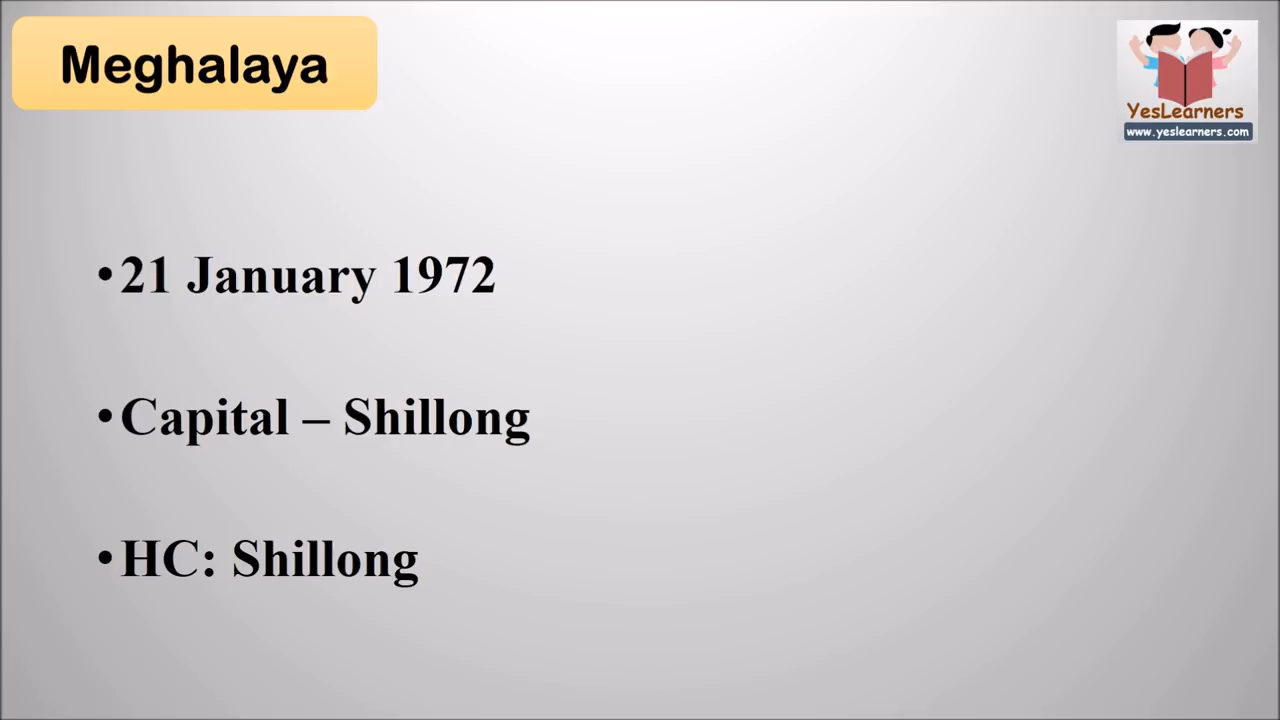 Meghalaya
YesLearners
www.yeslearners.com
•21 January 1972
•Capital – Shillong
•HC: Shillong